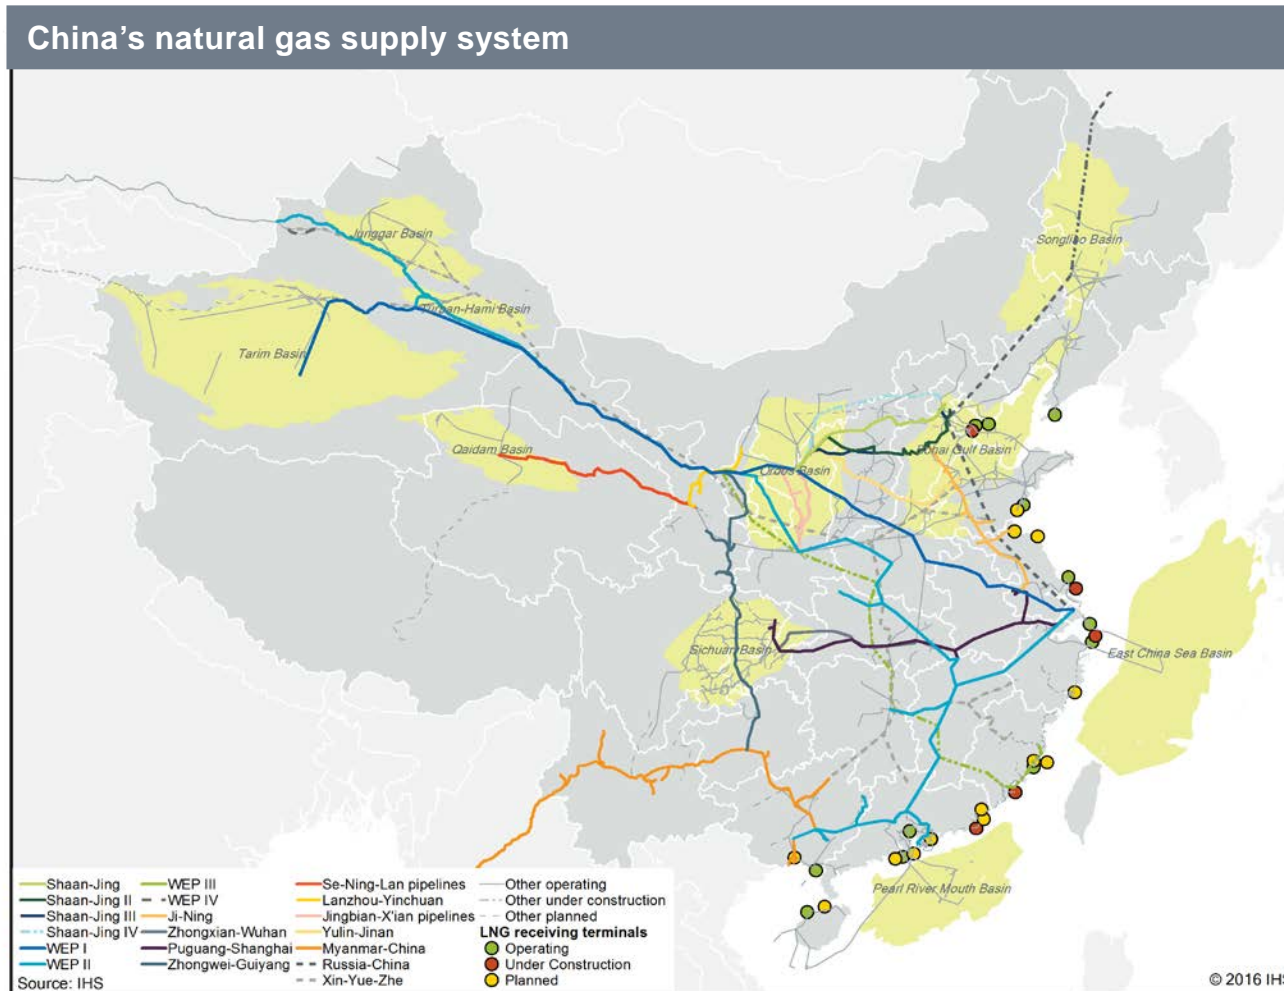 China’s natural gas supply system
Junggar Basin
Songliao Basin
Turpan-Hami Basin
Tarim Basin
Qaidam Basin
Ordos Basin
Bohai Gulf Basin
Sichuan Basin
East China Sea Basin
Pearl River Mouth Basin
Shaan-Jing
Shaan-Jing II
Shaan-Jing III
Shaan-Jing IV
WEP I
WEP II
WEP III
WEP IV
Ji-Ning
Zhongxian-Wuhan
Puguang-Shanghai
Zhongwei-Guiyang
Se-Ning-Lan pipelines
Lanzhou-Yinchuan
Jingbian-X'ian pipelines
Yulin-Jinan
Myanmar-China
Russia-China
Xin-Yue-Zhe
Other operating
Other under construction
Other planned
LNG receiving terminals
Operating
Under Construction
Planned
Source: IHS
© 2016 IHS